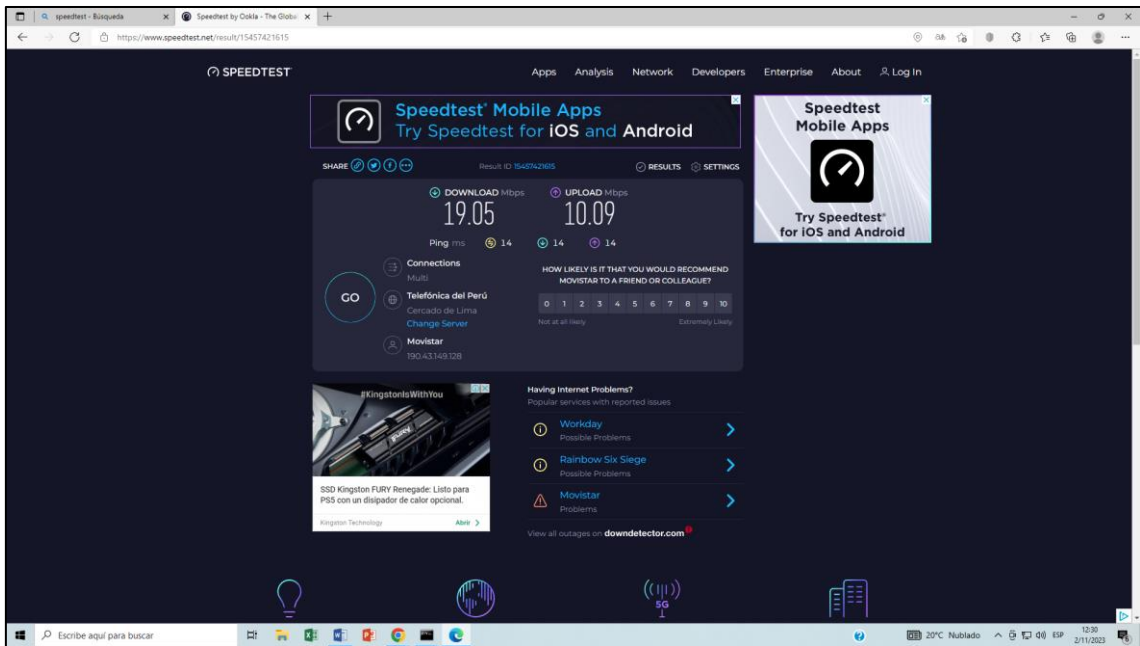 speedtest - Búsqueda
Speedtest by Ookla - The Global
https://www.speedtest.net/result/15457421615
SPEEDTEST
Apps Analysis Network Developers Enterprise About Log In
Speedtest® Mobile Apps
Try Speedtest for iOS and Android
Speedtest
Mobile Apps
Try Speedtest®
for iOS and Android
SHARE Result ID 15457421615 RESULTS SETTINGS
DOWNLOAD Mbps UPLOAD Mbps
19.05 10.09
Ping ms 14 14 14
GO
Connections
Multi
Telefónica del Perú
Cercado de Lima
Change Server
Movistar
190.43.149.128
HOW LIKELY IS IT THAT YOU WOULD RECOMMEND
MOVISTAR TO A FRIEND OR COLLEAGUE?
0 1 2 3 4 5 6 7 8 9 10
Not at all likely Extremely Likely
#KingstonIsWithYou
FURY
SSD Kingston FURY Renegade: Listo para
PS5 con un disipador de calor opcional.
Kingston Technology Abrir
Having Internet Problems?
Popular services with reported issues
Workday
Possible Problems
Rainbow Six Siege
Possible Problems
Movistar
Problems
View all outages on downdetector.com
5G
Escribe aquí para buscar
20°C Nublado ESP
12:30
2/11/2023